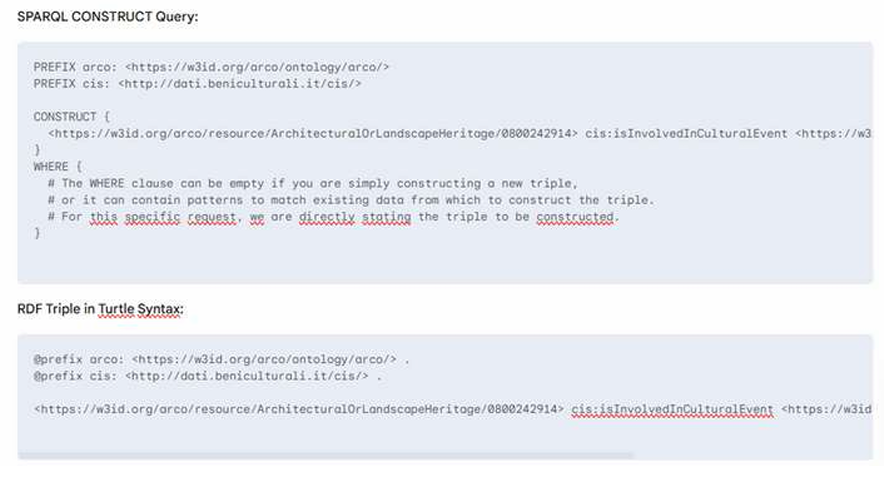 SPARQL CONSTRUCT Query:
PREFIX arco: <https://w3id.org/arco/ontology/arco/>
PREFIX cis: <http://dati.beniculturali.it/cis/>
CONSTRUCT {
<https://w3id.org/arco/resource/ArchitecturalOrLandscapeHeritage/0800242914> cis:isInvolvedInCulturalEvent <https://w3
}
WHERE {
# The WHERE clause can be empty if you are simply constructing a new triple,
# or it can contain patterns to match existing data from which to construct the triple.
# For this specific request, we are directly stating the triple to be constructed.
}
RDF Triple in Turtle Syntax:
@prefix arco: <https://w3id.org/arco/ontology/arco/> .
@prefix cis: <http://dati.beniculturali.it/cis/> .
<https://w3id.org/arco/resource/ArchitecturalOrLandscapeHeritage/0800242914> cis:isInvolvedInCulturalEvent <https://w3id